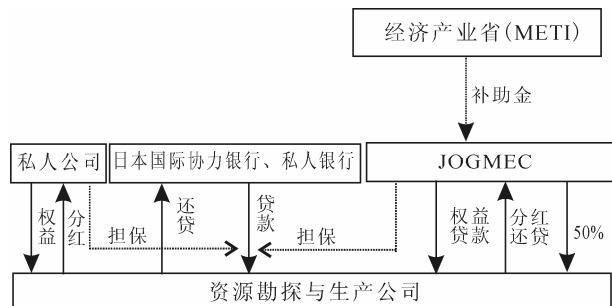 经济产业省(METI)
补助金
私人公司
日本国际协力银行、私人银行
JOGMEC
权益
分红
担保
还贷
贷款
担保
权益
贷款
分红
还贷
50%
资源勘探与生产公司